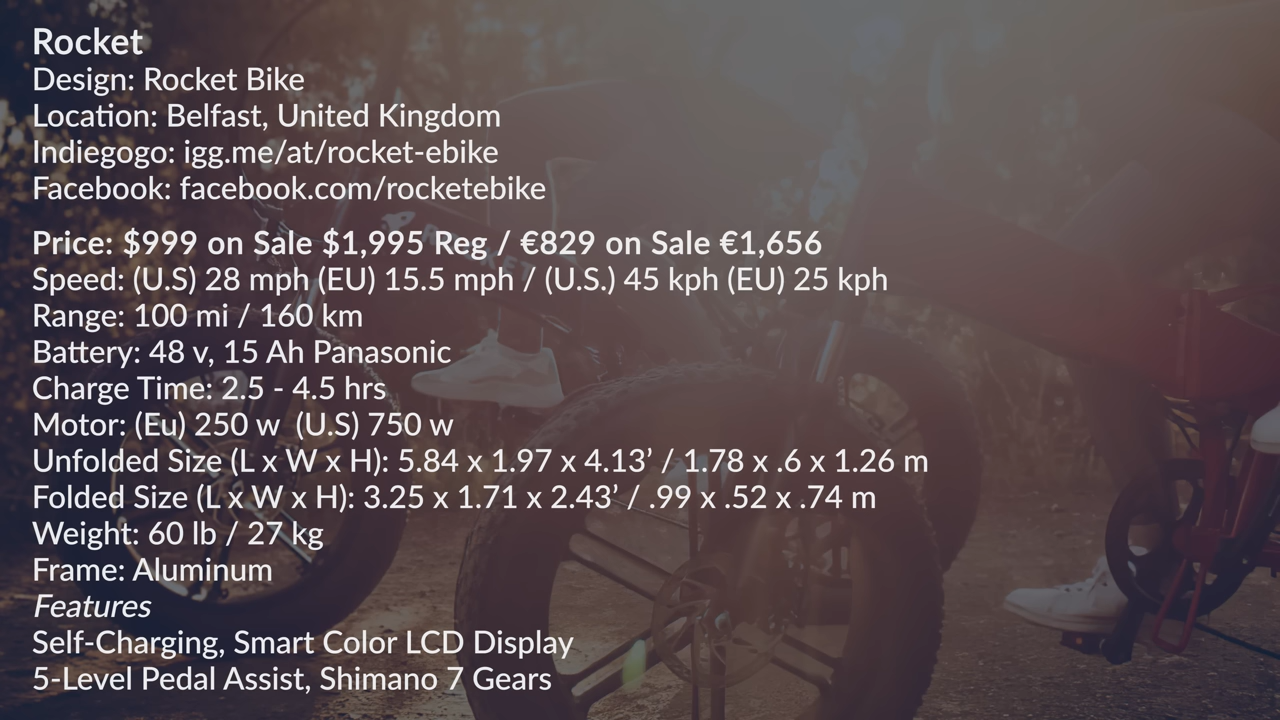 Rocket
Design: Rocket Bike
Location: Belfast, United Kingdom
Indiegogo: igg.me/at/rocket-ebike
Facebook: facebook.com/rocketebike
Price: $999 on Sale $1,995 Reg / €829 on Sale €1,656
Speed: (U.S) 28 mph (EU) 15.5 mph / (U.S.) 45 kph (EU) 25 kph
Range: 100 mi / 160 km
Battery: 48 v, 15 Ah Panasonic
Charge Time: 2.5 - 4.5 hrs
Motor: (Eu) 250 w  (U.S) 750 w
Unfolded Size (L x W x H): 5.84 x 1.97 x 4.13’ / 1.78 x .6 x 1.26 m
Folded Size (L x W x H): 3.25 x 1.71 x 2.43’ / .99 x .52 x .74 m
Weight: 60 lb / 27 kg
Frame: Aluminum
Features
Self-Charging, Smart Color LCD Display
5-Level Pedal Assist, Shimano 7 Gears